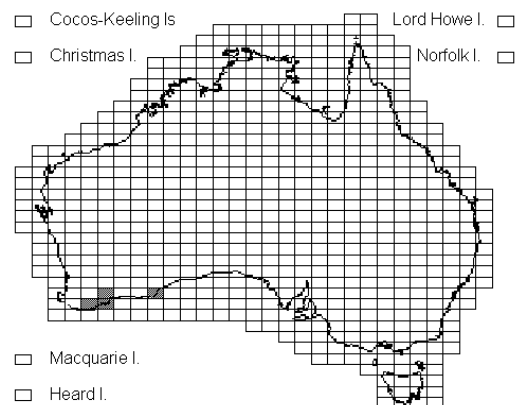 Cocos-Keeling Is
Lord Howe I.
Christmas I.
Norfolk I.
Macquarie I.
Heard I.